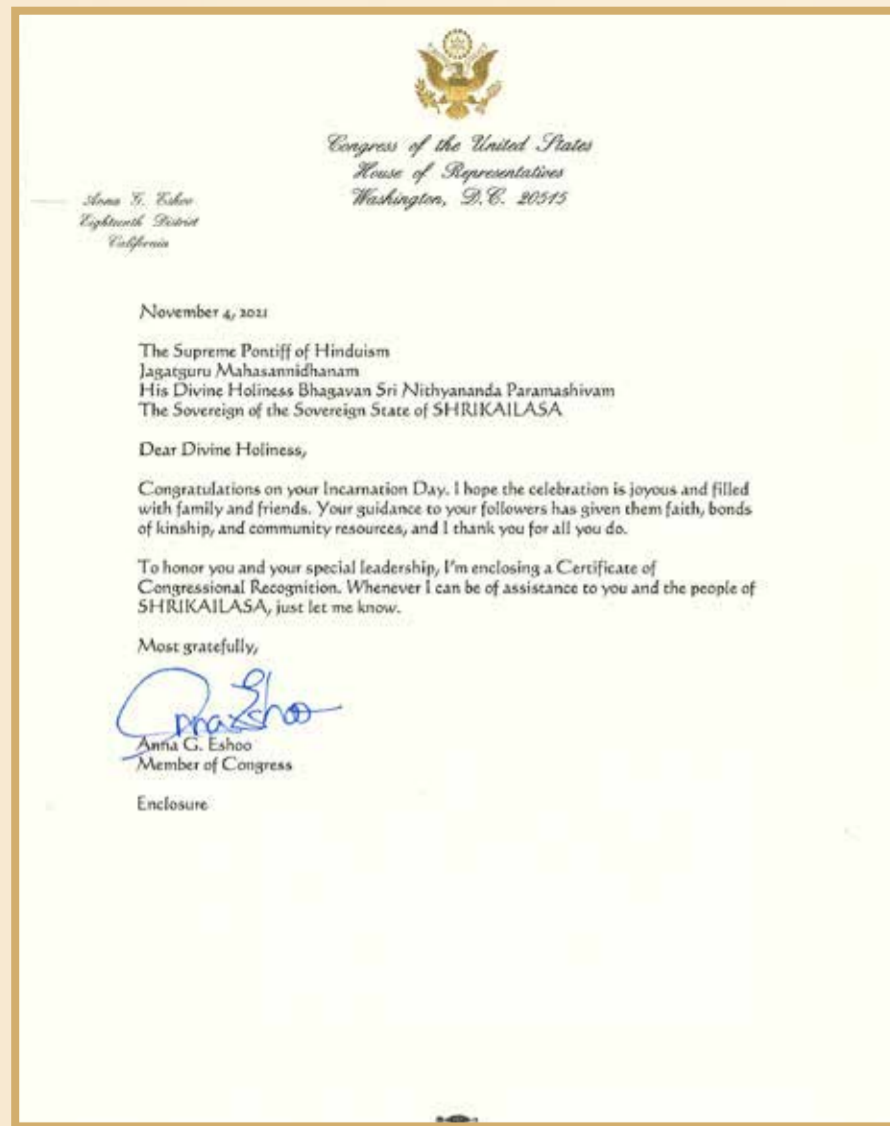 Congress of the United States
House of Representatives
Washington, D.C. 20515
Anna G. Eshoo
Eighteenth District
California
November 4, 2021
The Supreme Pontiff of Hinduism
Jagatguru Mahasannidhanam
His Divine Holiness Bhagavan Sri Nithyananda Paramashivam
The Sovereign of the Sovereign State of SHRIKAILASA
Dear Divine Holiness,
Congratulations on your Incarnation Day. I hope the celebration is joyous and filled
with family and friends. Your guidance to your followers has given them faith, bonds
of kinship, and community resources, and I thank you for all you do.
To honor you and your special leadership, I'm enclosing a Certificate of
Congressional Recognition. Whenever I can be of assistance to you and the people of
SHRIKAILASA, just let me know.
Most gratefully,
Anna Eshoo
Anna G. Eshoo
Member of Congress
Enclosure